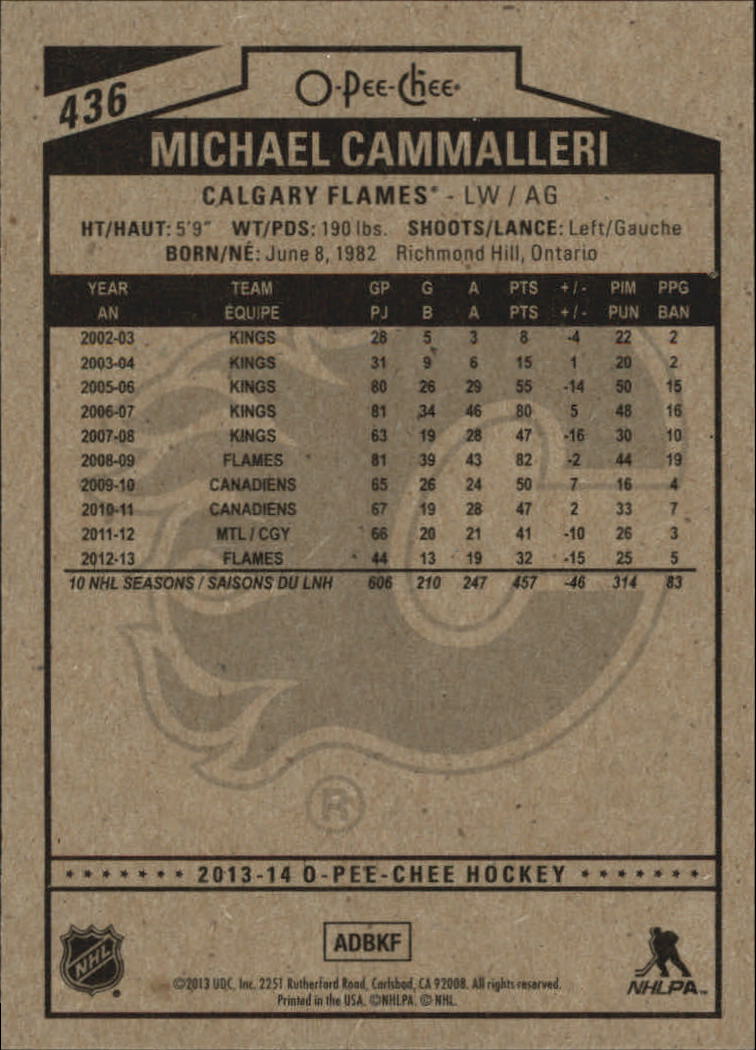 436
O-Pee-Chee
MICHAEL CAMMALLERI
CALGARY FLAMES® - LW / AG
HT/HAUT: 5'9" WT/PDS: 190 lbs. SHOOTS/LANCE: Left/Gauche
BORN/NÉ: June 8, 1982 Richmond Hill, Ontario
YEAR TEAM GP G A PTS +/- PIM PPG
AN ÉQUIPE PJ B A PTS +/- PUN BAN
2002-03 KINGS 28 5 3 8 -4 22 2
2003-04 KINGS 31 9 6 15 1 20 2
2005-06 KINGS 80 26 29 55 -14 50 15
2006-07 KINGS 81 34 46 80 5 48 16
2007-08 KINGS 63 19 28 47 -16 30 10
2008-09 FLAMES 81 39 43 82 -2 44 19
2009-10 CANADIENS 65 26 24 50 7 16 4
2010-11 CANADIENS 67 19 28 47 2 33 7
2011-12 MTL / CGY 66 20 21 41 -10 26 3
2012-13 FLAMES 44 13 19 32 -15 25 5
10 NHL SEASONS / SAISONS DU LNH 606 210 247 457 -46 314 83
®
2013-14 O-PEE-CHEE HOCKEY
NHL
ADBKF
NHLPA™
©2013 UDC, Inc. 2251 Rutherford Road, Carlsbad, CA 92008. All rights reserved.
Printed in the USA. ©NHLPA. © NHL.